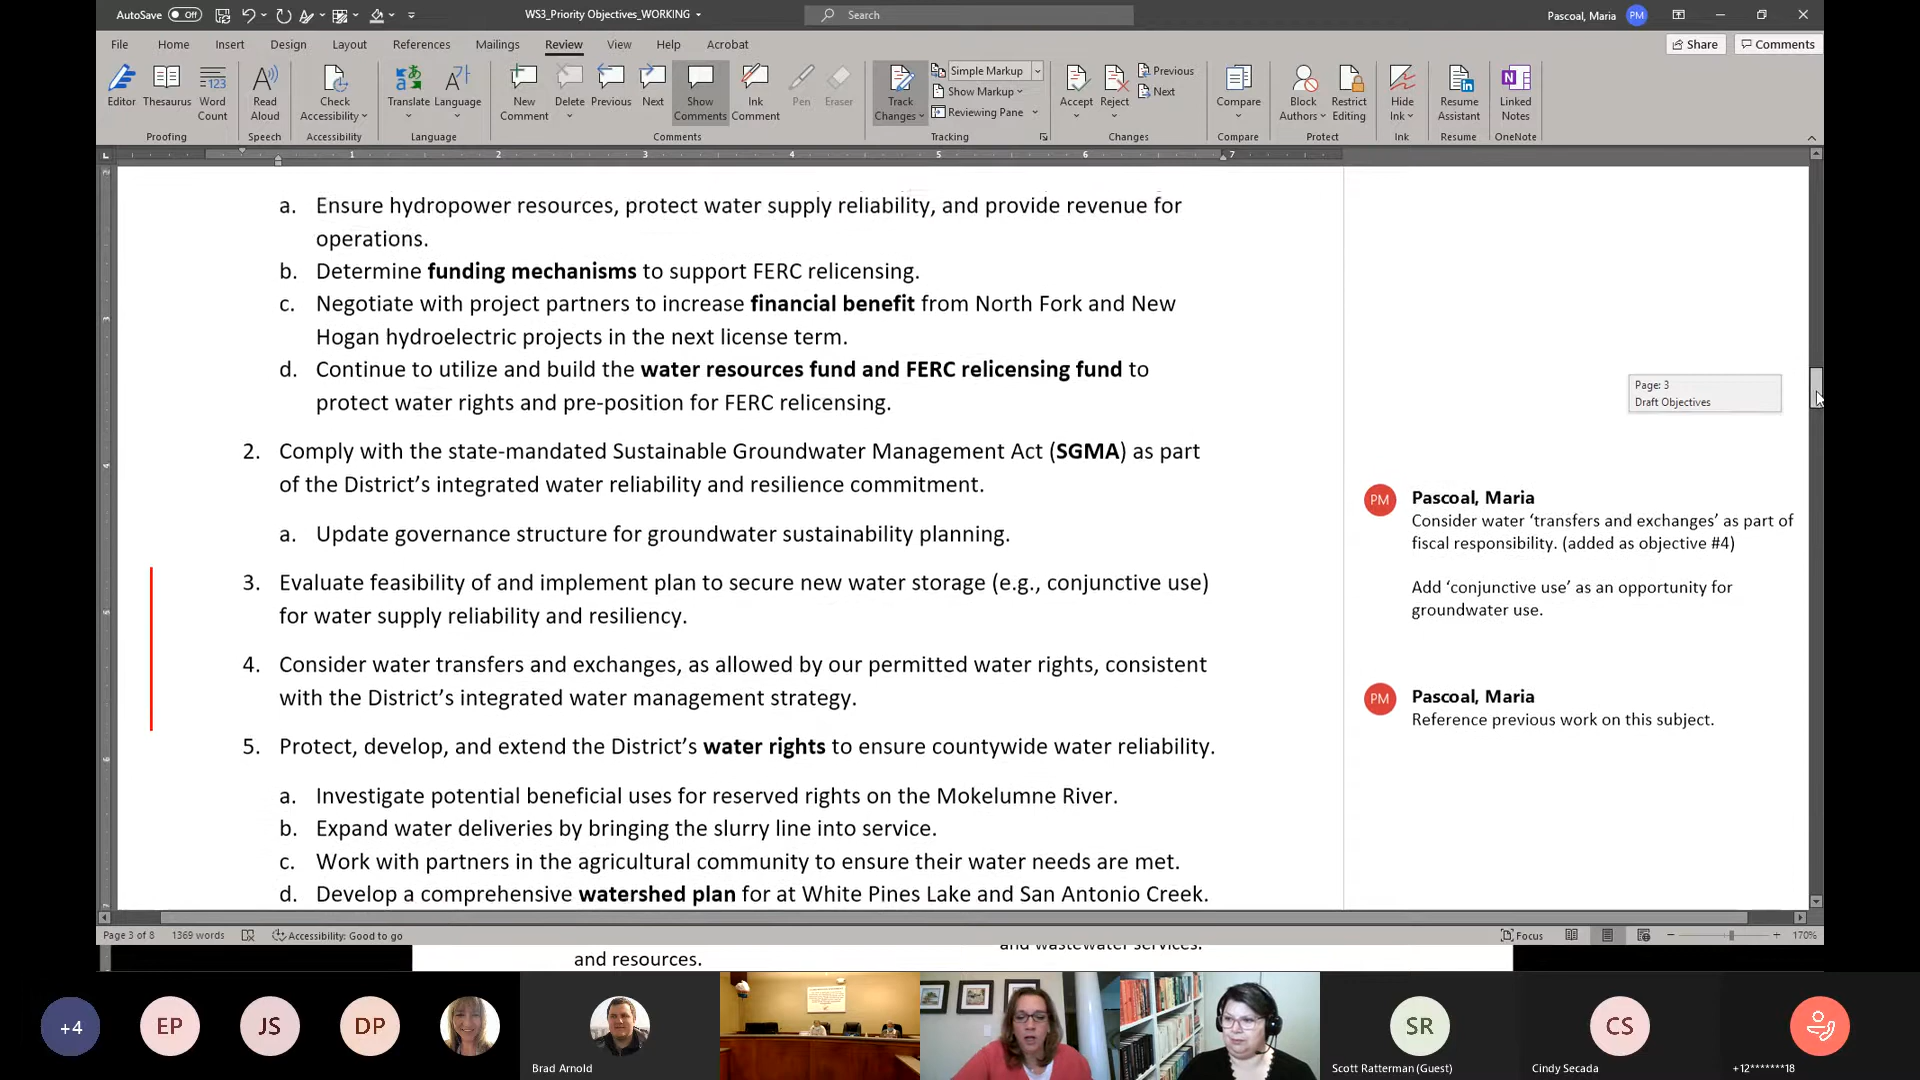 AutoSave Off WS3_Priority Objectives_WORKING Search Pascoal, Maria PM
File Home Insert Design Layout References Mailings Review View Help Acrobat Share Comments
Editor Thesaurus Word Count Read Aloud Check Accessibility Translate Language New Comment Delete Previous Next Show Comments Ink Comment Pen Eraser Track Changes Simple Markup Show Markup Reviewing Pane Accept Reject Previous Next Compare Block Authors Restrict Editing Hide Ink Resume Assistant Linked Notes
Proofing Speech Accessibility Language Comments Tracking Changes Compare Protect Ink Resume OneNote
1 2 3 4 5 6 7
a. Ensure hydropower resources, protect water supply reliability, and provide revenue for
operations.
b. Determine funding mechanisms to support FERC relicensing.
c. Negotiate with project partners to increase financial benefit from North Fork and New
Hogan hydroelectric projects in the next license term.
d. Continue to utilize and build the water resources fund and FERC relicensing fund to
protect water rights and pre-position for FERC relicensing.
2. Comply with the state-mandated Sustainable Groundwater Management Act (SGMA) as part
of the District’s integrated water reliability and resilience commitment.
a. Update governance structure for groundwater sustainability planning.
3. Evaluate feasibility of and implement plan to secure new water storage (e.g., conjunctive use)
for water supply reliability and resiliency.
4. Consider water transfers and exchanges, as allowed by our permitted water rights, consistent
with the District’s integrated water management strategy.
5. Protect, develop, and extend the District’s water rights to ensure countywide water reliability.
a. Investigate potential beneficial uses for reserved rights on the Mokelumne River.
b. Expand water deliveries by bringing the slurry line into service.
c. Work with partners in the agricultural community to ensure their water needs are met.
d. Develop a comprehensive watershed plan for at White Pines Lake and San Antonio Creek.
Page: 3
Draft Objectives
PM Pascoal, Maria
Consider water ‘transfers and exchanges’ as part of
fiscal responsibility. (added as objective #4)
Add ‘conjunctive use’ as an opportunity for
groundwater use.
PM Pascoal, Maria
Reference previous work on this subject.
Page 3 of 8 1369 words Accessibility: Good to go Focus 170%
and wastewater services.
and resources.
+4 EP JS DP SR CS
Brad Arnold Scott Ratterman (Guest) Cindy Secada +12*******18